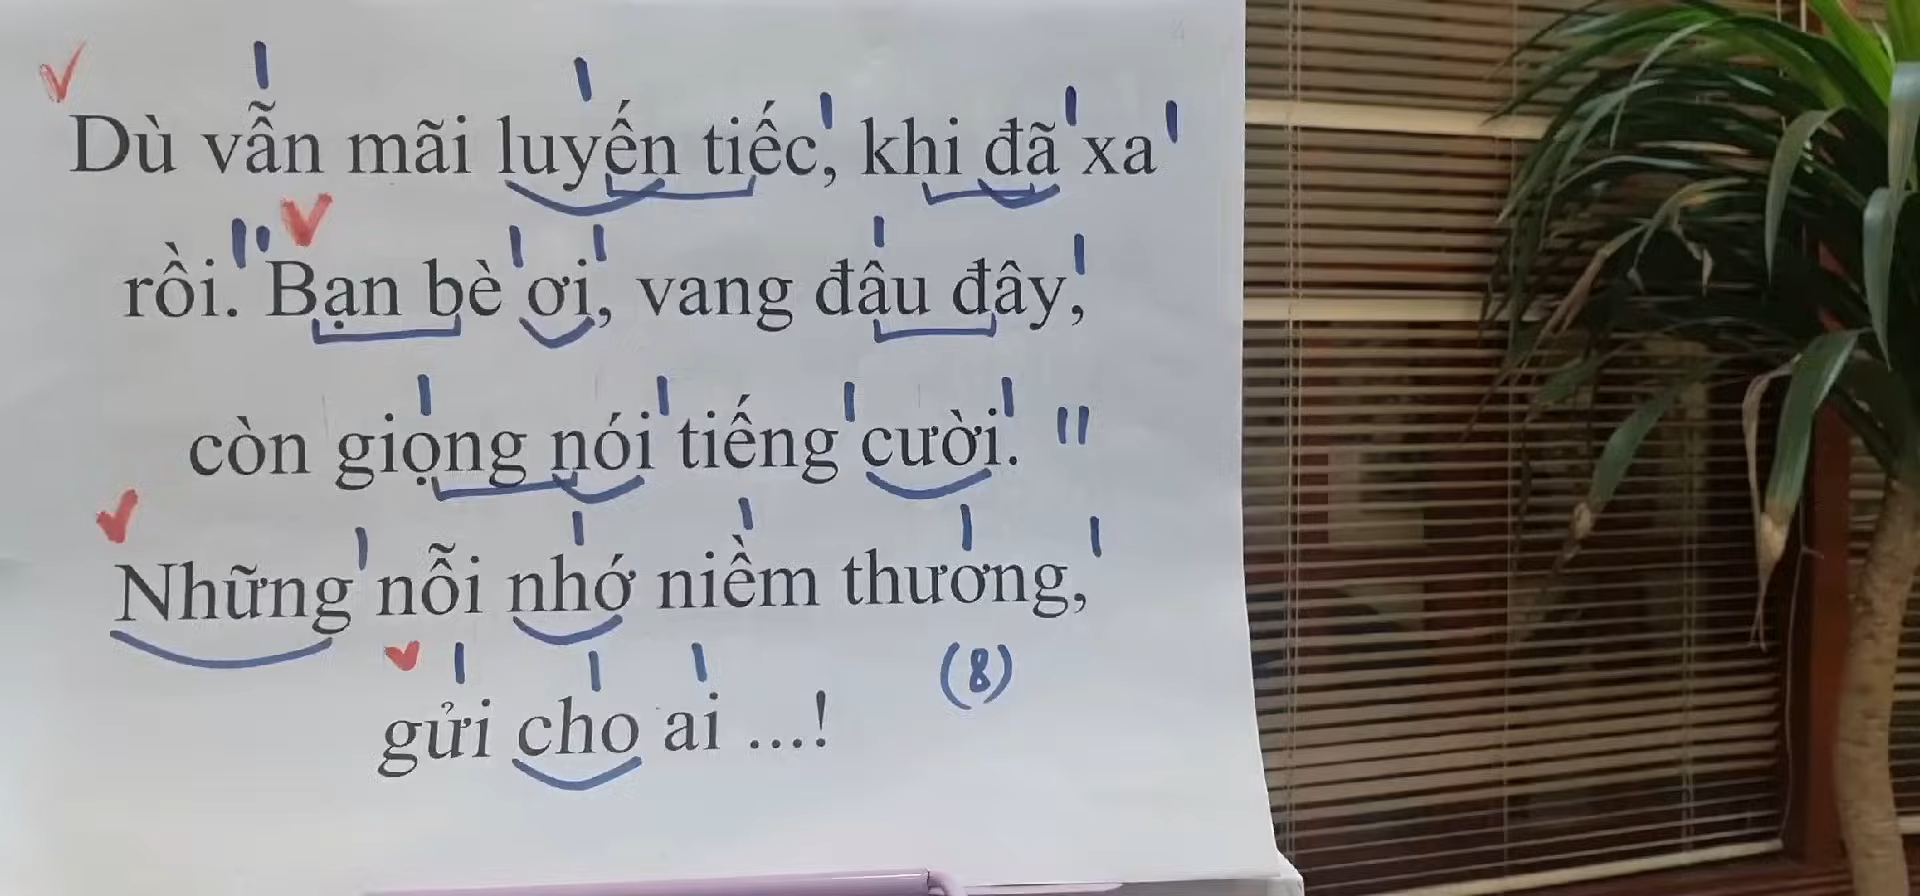 Dù vẫn mãi luyến tiếc, khi đã xa
rồi. Bạn bè ơi, vang đâu đây,
còn giọng nói tiếng cười.
Những nỗi nhớ niềm thương,
(8)
gửi cho ai ...!